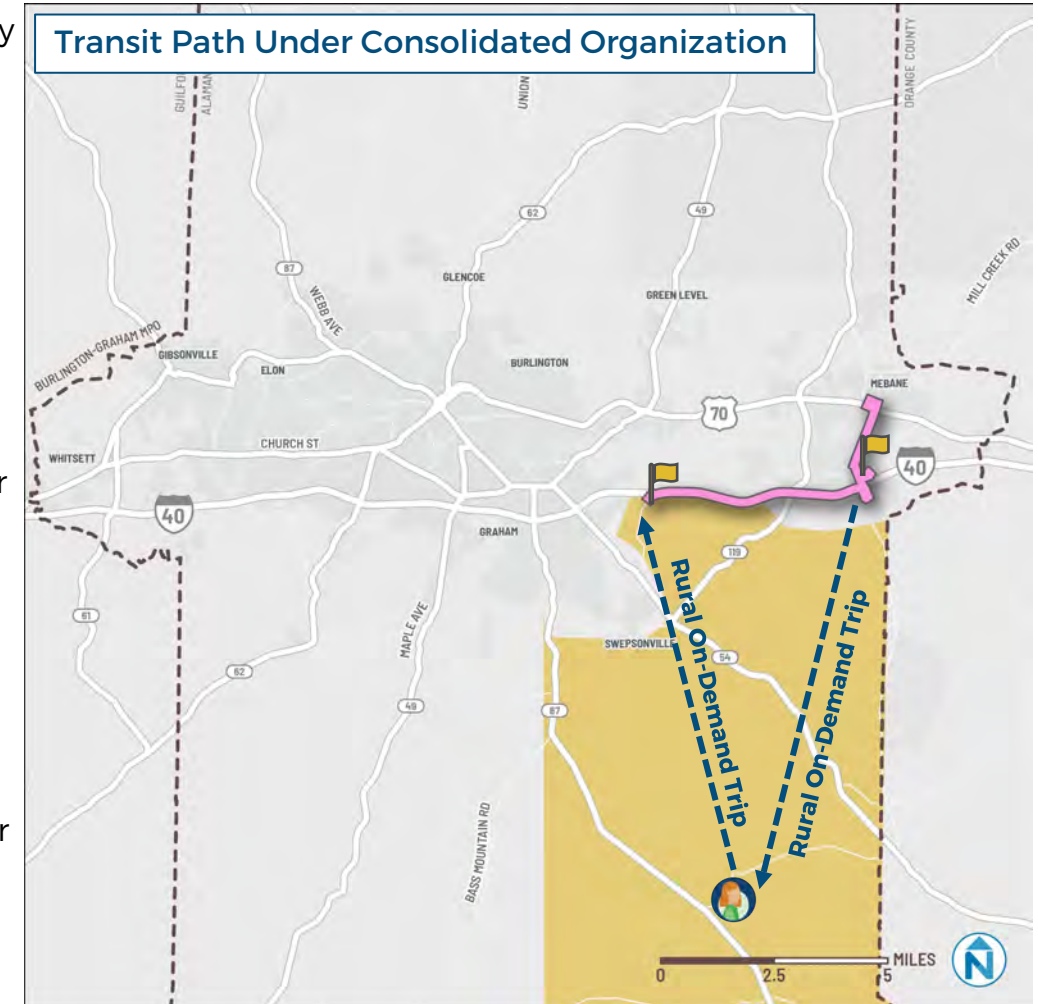 y
Transit Path Under Consolidated Organization
GUILFO
ALAMAN
UNION
ORANGE COUNTY
62
49
MILL CREEK RD
87
GLENCOE
WEBB AVE
GREEN LEVEL
BURLINGTON-GRAHAM MPO
GIBSONVILLE
BURLINGTON
ELON
MEBANE
70
CHURCH ST
WHITSETT
40
r
40
GRAHAM
119
Rural On-Demand Trip
Rural On-Demand Trip
61
MAPLE AVE
SWEPSONVILLE
54
62
49
87
r
BASS MOUNTAIN RD
MILES
0
2.5
5
N